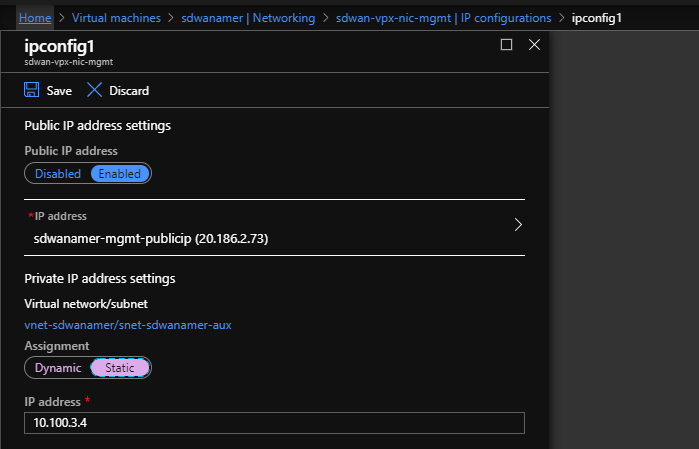 Home > Virtual machines > sdwanamer | Networking > sdwan-vpx-nic-mgmt | IP configurations > ipconfig1
ipconfig1
sdwan-vpx-nic-mgmt
Save Discard
Public IP address settings
Public IP address
Disabled Enabled
*IP address
sdwanamer-mgmt-publicip (20.186.2.73)
Private IP address settings
Virtual network/subnet
vnet-sdwanamer/snet-sdwanamer-aux
Assignment
Dynamic Static
IP address *
10.100.3.4